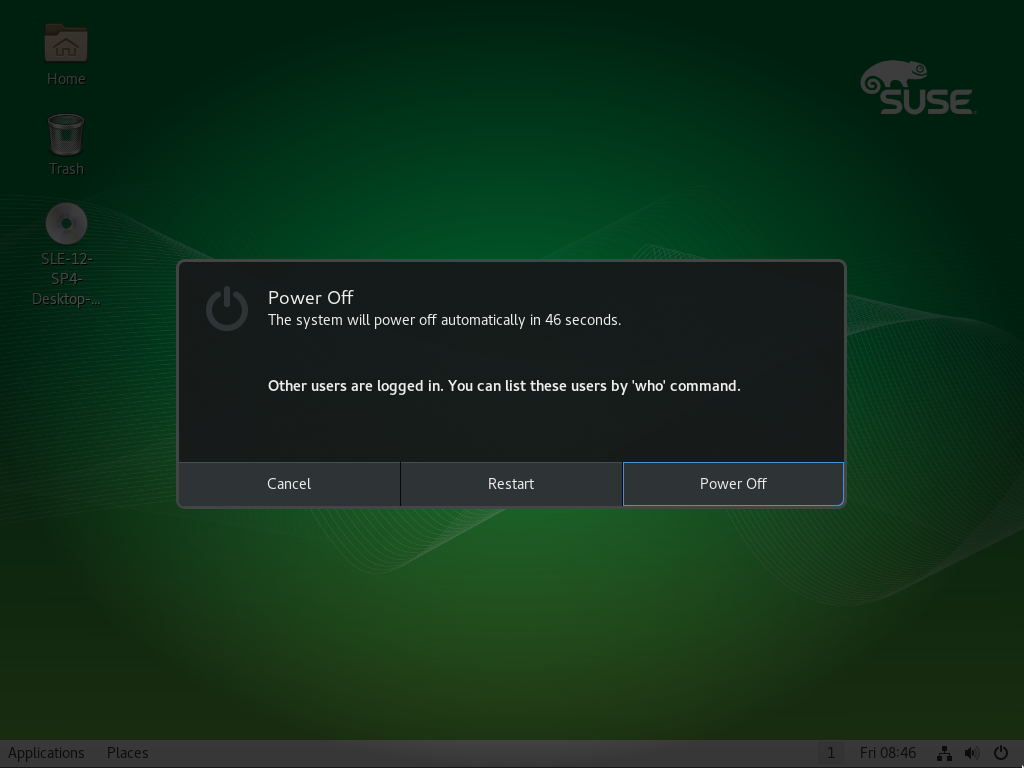 Home
Trash
SLE-12-
SP4-
Desktop-...
SUSE
Power Off
The system will power off automatically in 46 seconds.
Other users are logged in. You can list these users by 'who' command.
Cancel
Restart
Power Off
Applications
Places
1
Fri 08:46